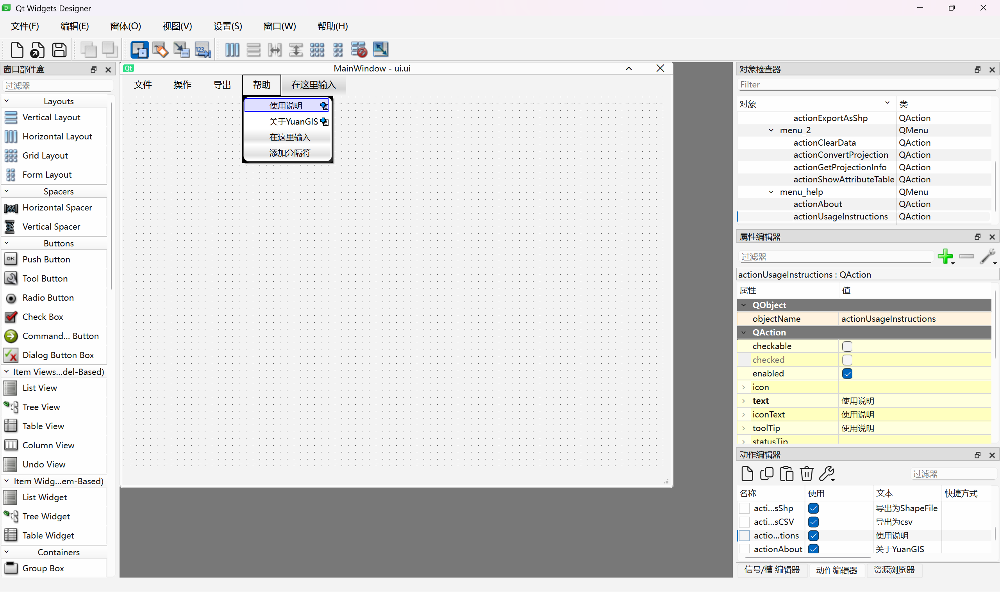 Qt Widgets Designer
文件(F) 编辑(E) 窗体(O) 视图(V) 设置(S) 窗口(W) 帮助(H)
窗口部件盒
过滤器
Layouts
Vertical Layout
Horizontal Layout
Grid Layout
Form Layout
Spacers
Horizontal Spacer
Vertical Spacer
Buttons
OK Push Button
Tool Button
Radio Button
Check Box
Command... Button
Dialog Button Box
Item Views...del-Based)
List View
Tree View
Table View
Column View
Undo View
Item Widg...em-Based)
List Widget
Tree Widget
Table Widget
Containers
Group Box
Qt MainWindow - ui.ui
文件 操作 导出 帮助 在这里输入
使用说明
关于YuanGIS
在这里输入
添加分隔符
对象检查器
Filter
对象 类
actionExportAsShp QAction
menu_2 QMenu
actionClearData QAction
actionConvertProjection QAction
actionGetProjectionInfo QAction
actionShowAttributeTable QAction
menu_help QMenu
actionAbout QAction
actionUsageInstructions QAction
属性编辑器
过滤器
actionUsageInstructions : QAction
属性 值
QObject
objectName actionUsageInstructions
QAction
checkable
checked
enabled
icon
text 使用说明
iconText 使用说明
toolTip 使用说明
statusTip
动作编辑器
过滤器
名称 使用 文本 快捷方式
acti...sShp 导出为ShapeFile
acti...sCSV 导出为csv
actio...tions 使用说明
actionAbout 关于YuanGIS
信号/槽 编辑器 动作编辑器 资源浏览器